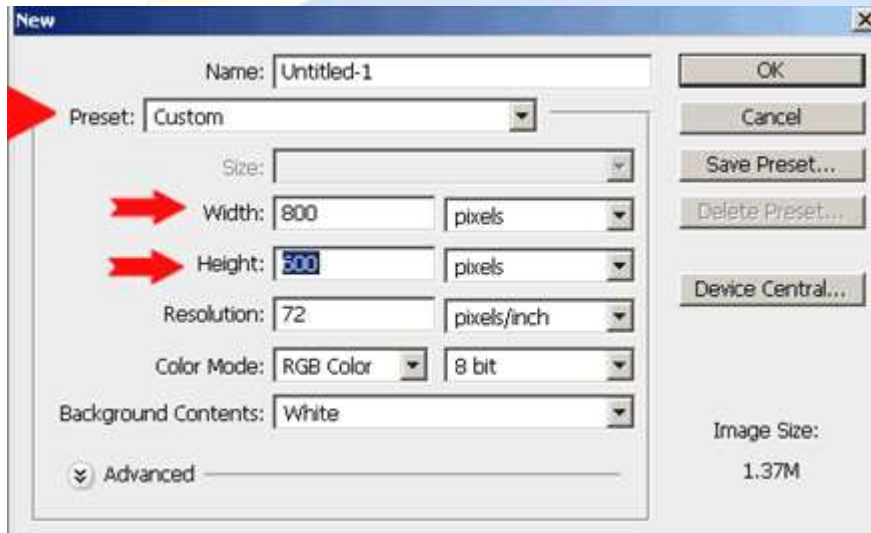 New
Name: Untitled-1
OK
Preset: Custom
Cancel
Size:
Save Preset...
Width: 800 pixels
Delete Preset...
Height: 600 pixels
Device Central...
Resolution: 72 pixels/inch
Color Mode: RGB Color 8 bit
Background Contents: White
Image Size:
1.37M
Advanced